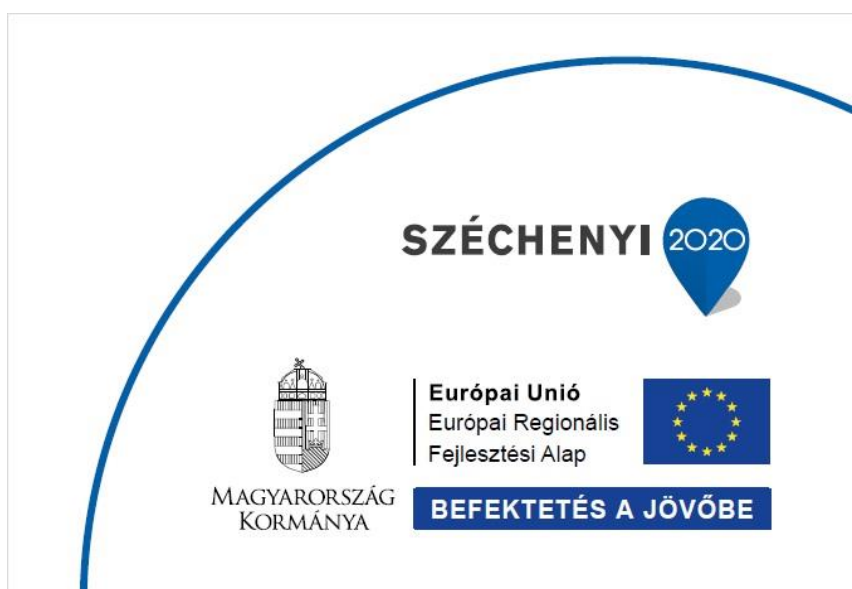 SZÉCHENYI 2020
Európai Unió
Európai Regionális
Fejlesztési Alap
MAGYARORSZÁG
KORMÁNYA
BEFEKTETÉS A JÖVŐBE